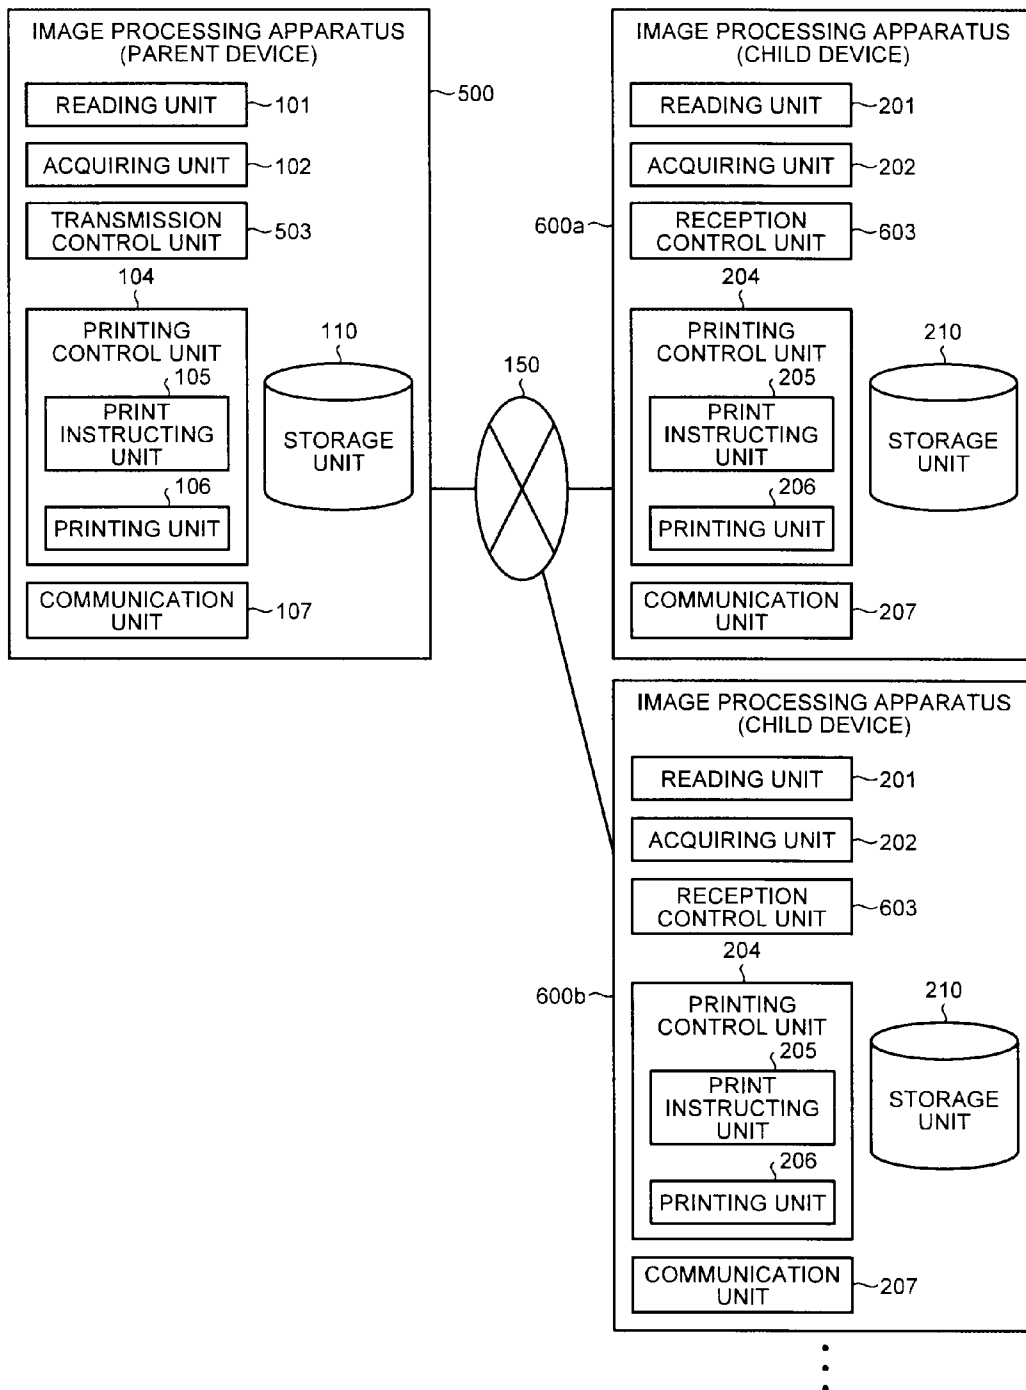 IMAGE PROCESSING APPARATUS
(PARENT DEVICE)
500
READING UNIT
101
ACQUIRING UNIT
102
TRANSMISSION
CONTROL UNIT
503
104
PRINTING
CONTROL UNIT
105
PRINT
INSTRUCTING
UNIT
106
PRINTING UNIT
110
STORAGE
UNIT
COMMUNICATION
UNIT
107
150
IMAGE PROCESSING APPARATUS
(CHILD DEVICE)
600a
READING UNIT
201
ACQUIRING UNIT
202
RECEPTION
CONTROL UNIT
603
204
PRINTING
CONTROL UNIT
205
PRINT
INSTRUCTING
UNIT
206
PRINTING UNIT
210
STORAGE
UNIT
COMMUNICATION
UNIT
207
IMAGE PROCESSING APPARATUS
(CHILD DEVICE)
600b
READING UNIT
201
ACQUIRING UNIT
202
RECEPTION
CONTROL UNIT
603
204
PRINTING
CONTROL UNIT
205
PRINT
INSTRUCTING
UNIT
206
PRINTING UNIT
210
STORAGE
UNIT
COMMUNICATION
UNIT
207